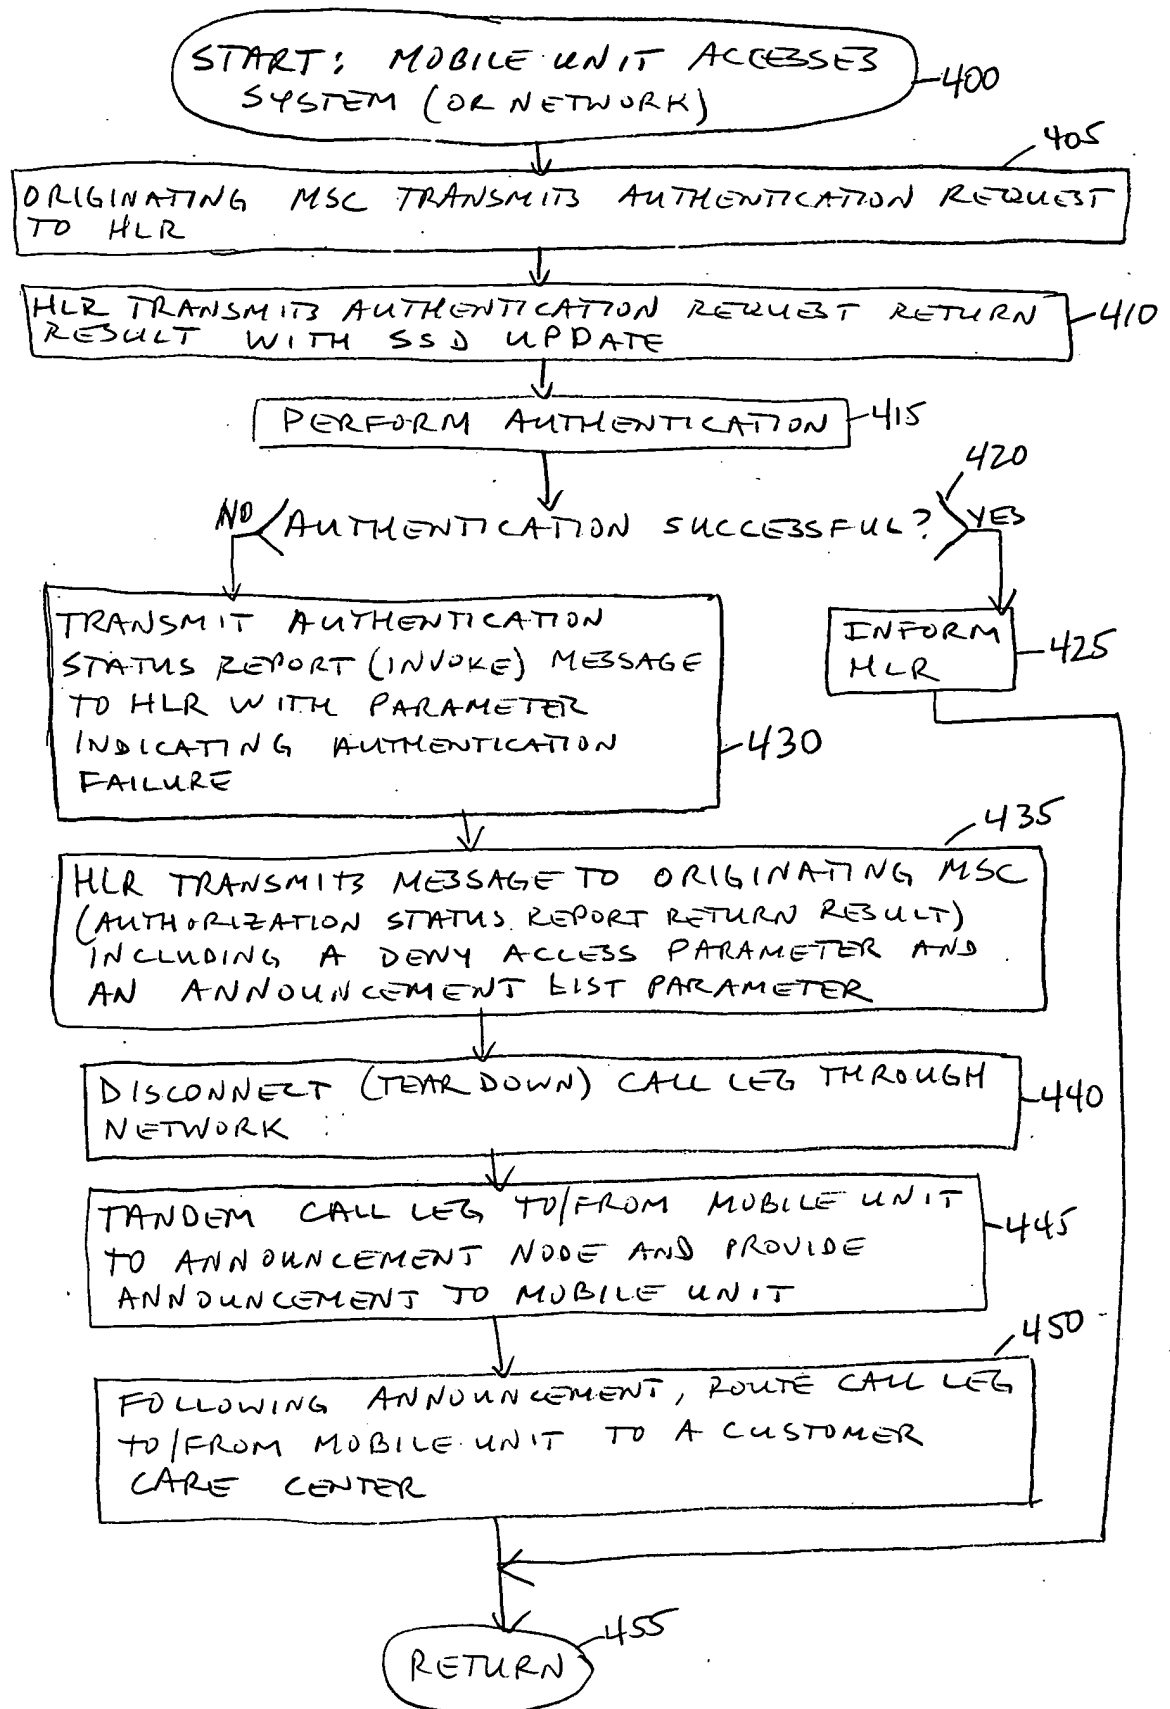 START: MOBILE UNIT ACCESSES
SYSTEM (OR NETWORK)
400
405
ORIGINATING MSC TRANSMITS AUTHENTICATION REQUEST
TO HLR
HLR TRANSMITS AUTHENTICATION REQUEST RETURN
RESULT WITH SSD UPDATE
410
PERFORM AUTHENTICATION
415
420
NO
AUTHENTICATION SUCCESSFUL?
YES
TRANSMIT AUTHENTICATION
STATUS REPORT (INVOKE) MESSAGE
TO HLR WITH PARAMETER
INDICATING AUTHENTICATION
FAILURE
430
INFORM
HLR
425
435
HLR TRANSMITS MESSAGE TO ORIGINATING MSC
(AUTHORIZATION STATUS REPORT RETURN RESULT)
INCLUDING A DENY ACCESS PARAMETER AND
AN ANNOUNCEMENT LIST PARAMETER
DISCONNECT (TEAR DOWN) CALL LEG THROUGH
NETWORK
440
TANDEM CALL LEG TO/FROM MOBILE UNIT
TO ANNOUNCEMENT NODE AND PROVIDE
ANNOUNCEMENT TO MOBILE UNIT
445
450
FOLLOWING ANNOUNCEMENT, ROUTE CALL LEG
TO/FROM MOBILE UNIT TO A CUSTOMER
CARE CENTER
455
RETURN